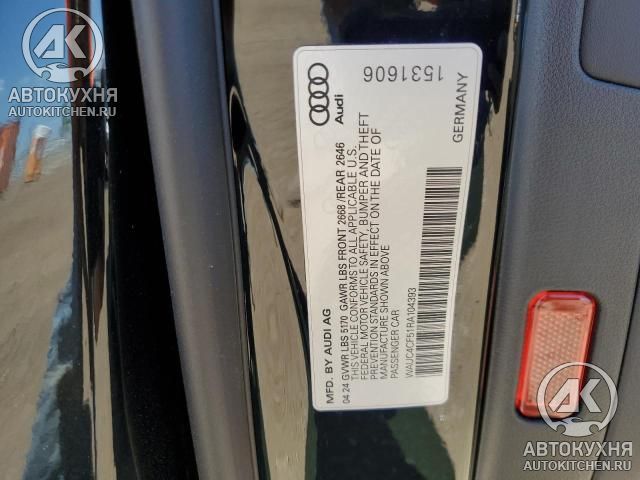 АВТОКУХНЯ
AUTOKITCHEN.RU
1531606
Audi
GERMANY
MFD. BY AUDI AG
04.24 GVWR LBS 5170 GAWR LBS FRONT 2668 /REAR 2646
THIS VEHICLE CONFORMS TO ALL APPLICABLE U.S.
FEDERAL MOTOR VEHICLE SAFETY, BUMPER AND THEFT
PREVENTION STANDARDS IN EFFECT ON THE DATE OF
MANUFACTURE SHOWN ABOVE
PASSENGER CAR
WAUC4CF51RA104393
АВТОКУХНЯ
AUTOKITCHEN.RU